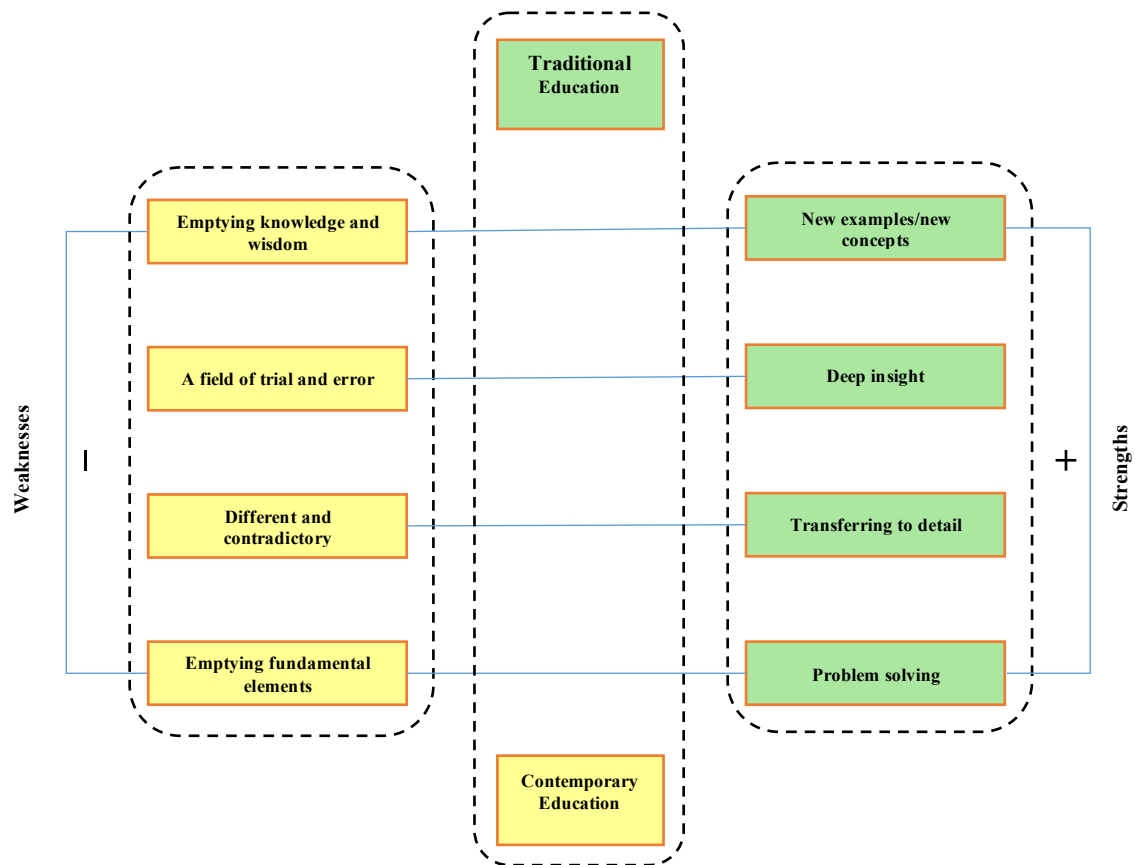 Traditional
Education
Emptying knowledge and
wisdom
New examples/new
concepts
A field of trial and error
Deep insight
Weaknesses
–
+
Strengths
Different and
contradictory
Transferring to detail
Emptying fundamental
elements
Problem solving
Contemporary
Education